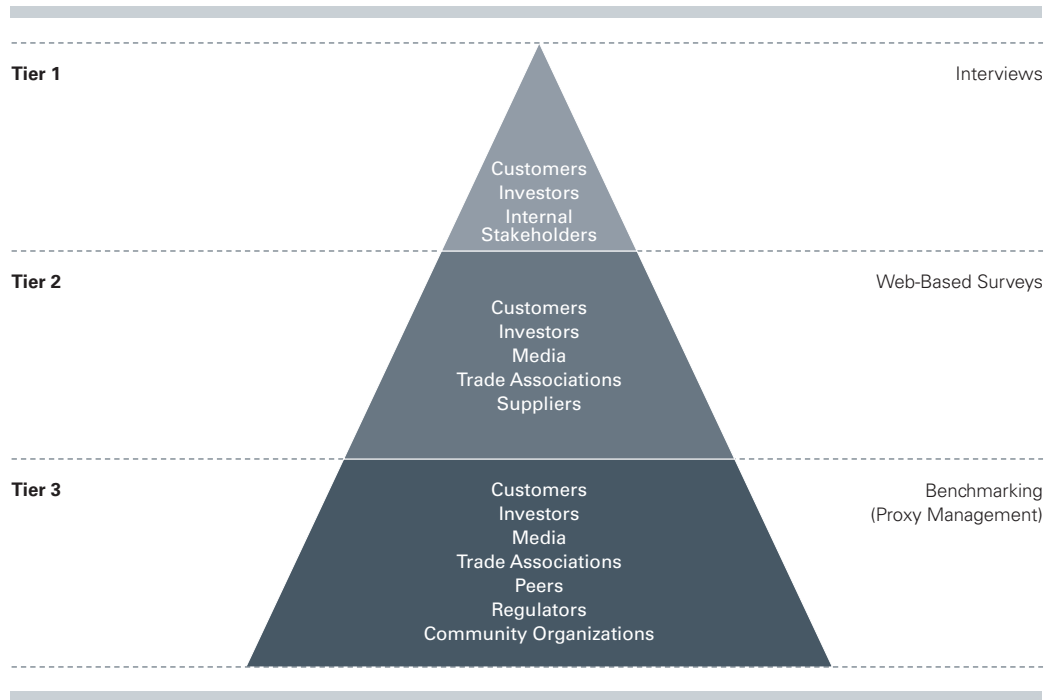 Tier 1
Interviews
Customers
Investors
Internal
Stakeholders
Tier 2
Web-Based Surveys
Customers
Investors
Media
Trade Associations
Suppliers
Tier 3
Benchmarking
(Proxy Management)
Customers
Investors
Media
Trade Associations
Peers
Regulators
Community Organizations